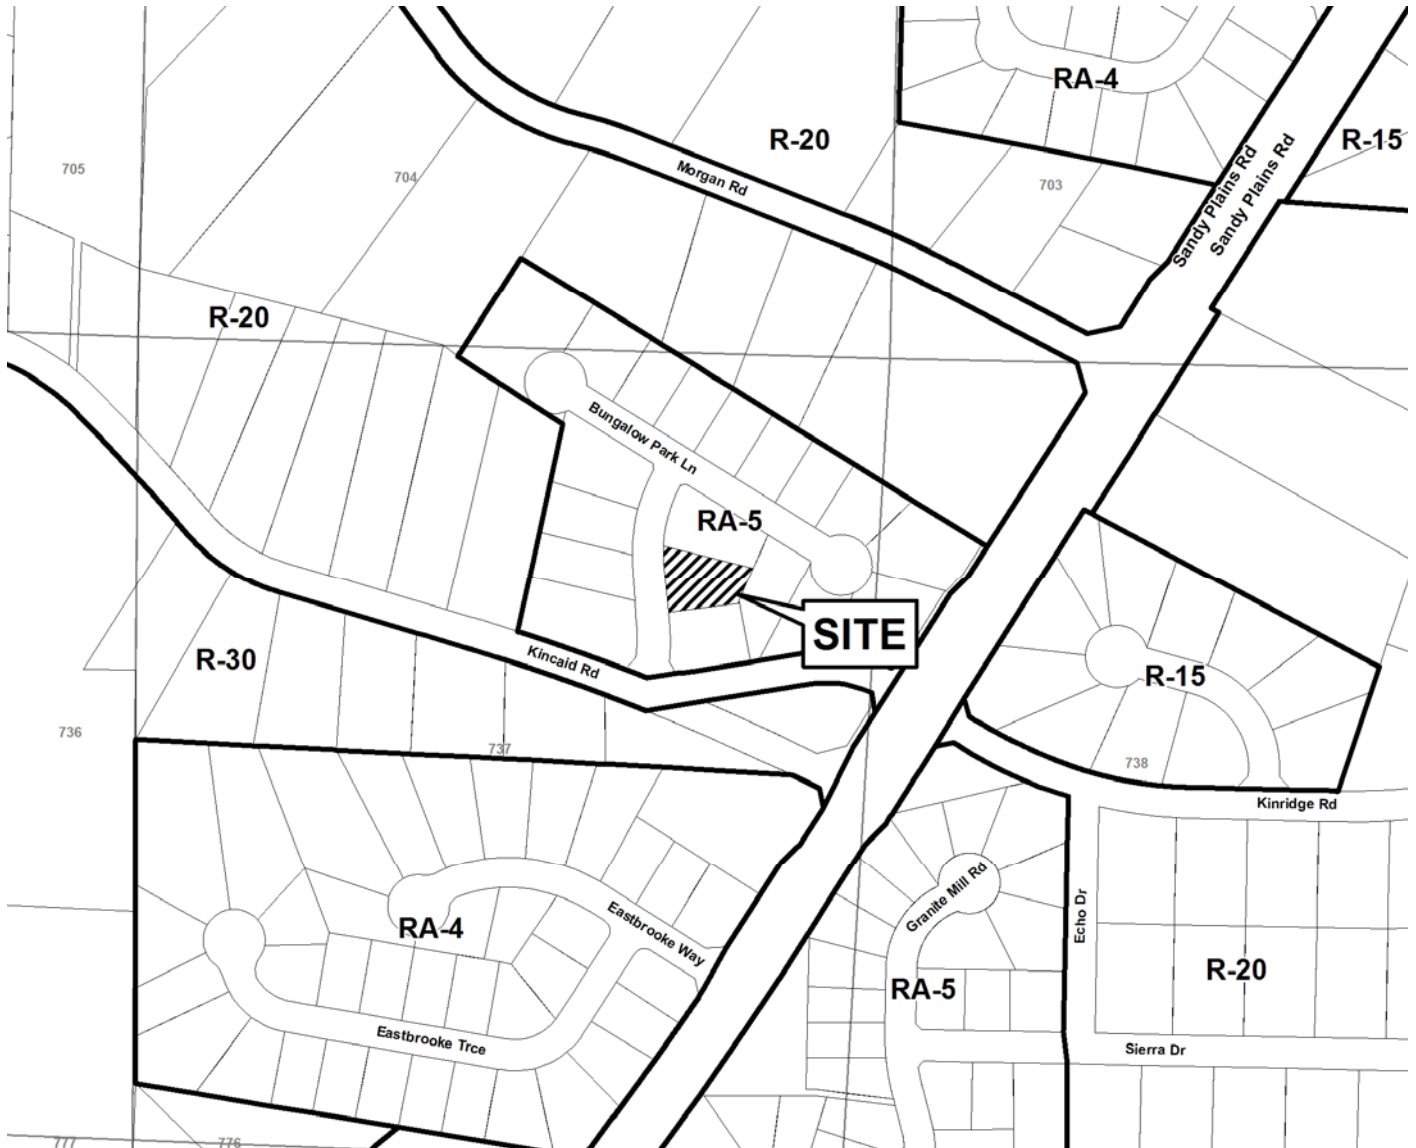 RA-4
R-20
R-15
705
704
Morgan Rd
703
Sandy Plains Rd
Sandy Plains Rd
R-20
Bungalow Park Ln
RA-5
SITE
R-30
Kincaid Rd
R-15
736
737
738
Kinridge Rd
Granite Mill Rd
Echo Dr
RA-4
Eastbrooke Way
R-20
RA-5
Eastbrooke Trce
Sierra Dr
777
776